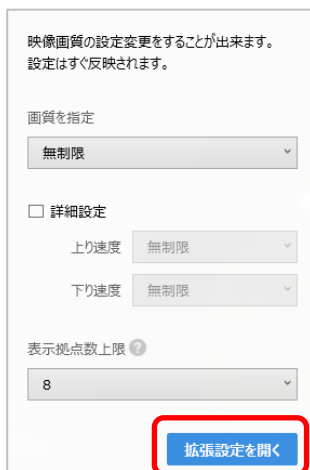 映像画質の設定変更をすることが出来ます。
設定はすぐ反映されます。
画質を指定
無制限
詳細設定
上り速度 無制限
下り速度 無制限
表示拠点数上限 ?
8
拡張設定を開く